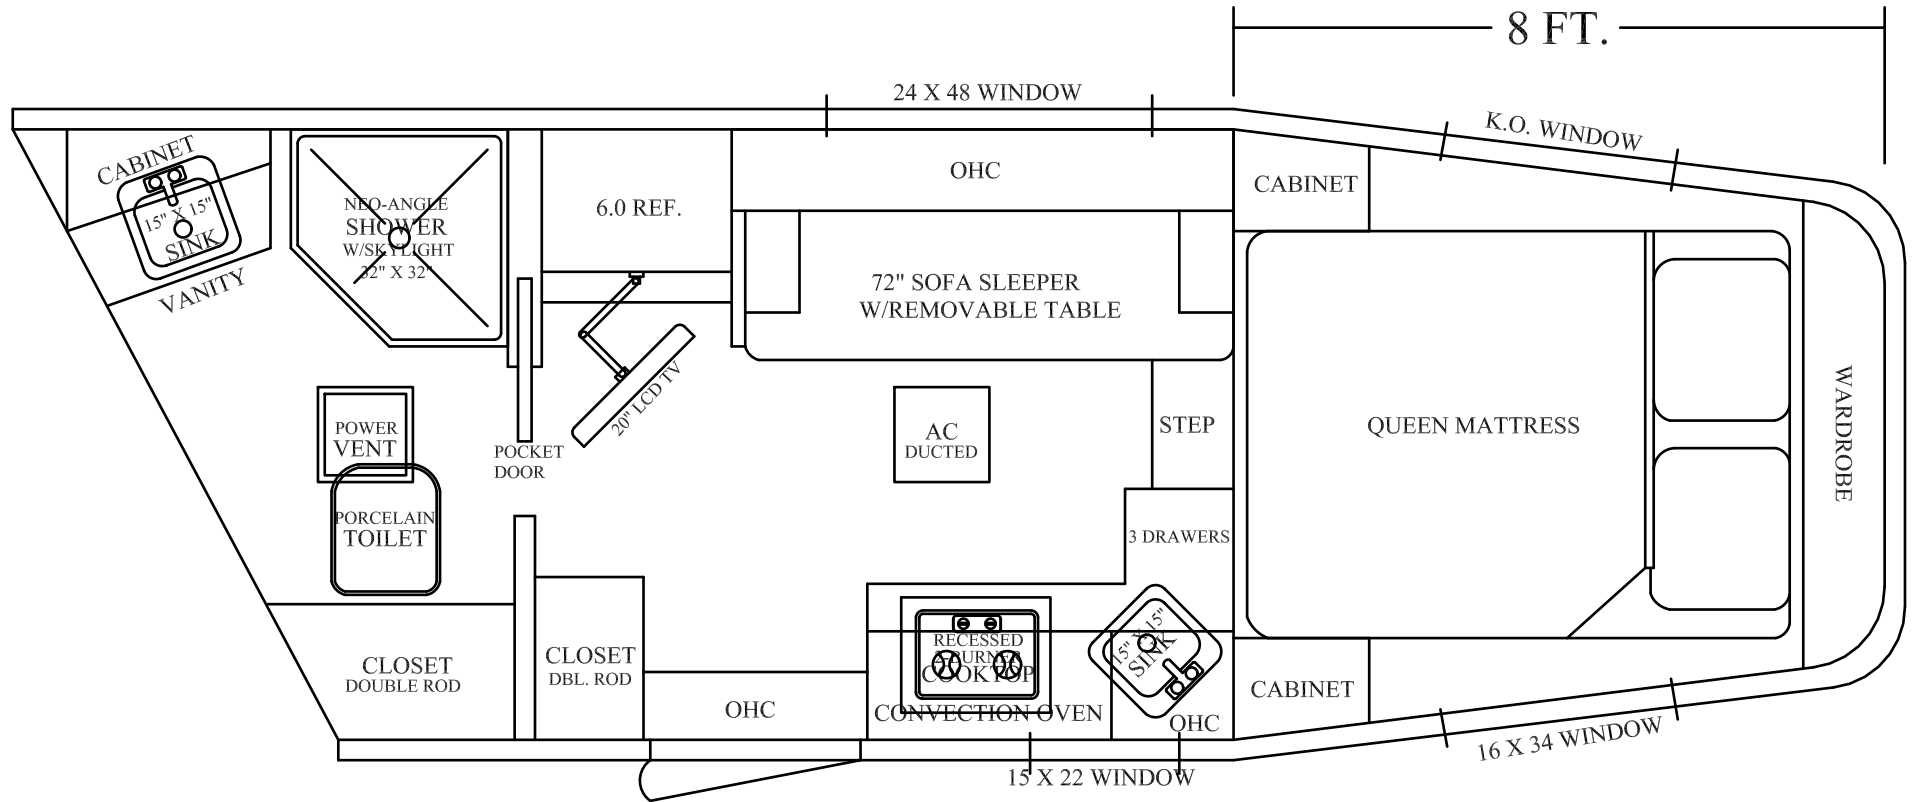 8 FT.
24 X 48 WINDOW
K.O. WINDOW
CABINET
15" X 15"
SINK
VANITY
NEO-ANGLE
SHOWER
W/SKYLIGHT
32" X 32"
6.0 REF.
OHC
CABINET
72" SOFA SLEEPER
W/REMOVABLE TABLE
20" LCD TV
POWER
VENT
POCKET
DOOR
AC
DUCTED
STEP
QUEEN MATTRESS
WARDROBE
PORCELAIN
TOILET
3 DRAWERS
CLOSET
DOUBLE ROD
CLOSET
DBL. ROD
OHC
RECESSED
2-BURNER
COOKTOP
CONVECTION OVEN
15" X 15"
SINK
OHC
CABINET
15 X 22 WINDOW
16 X 34 WINDOW